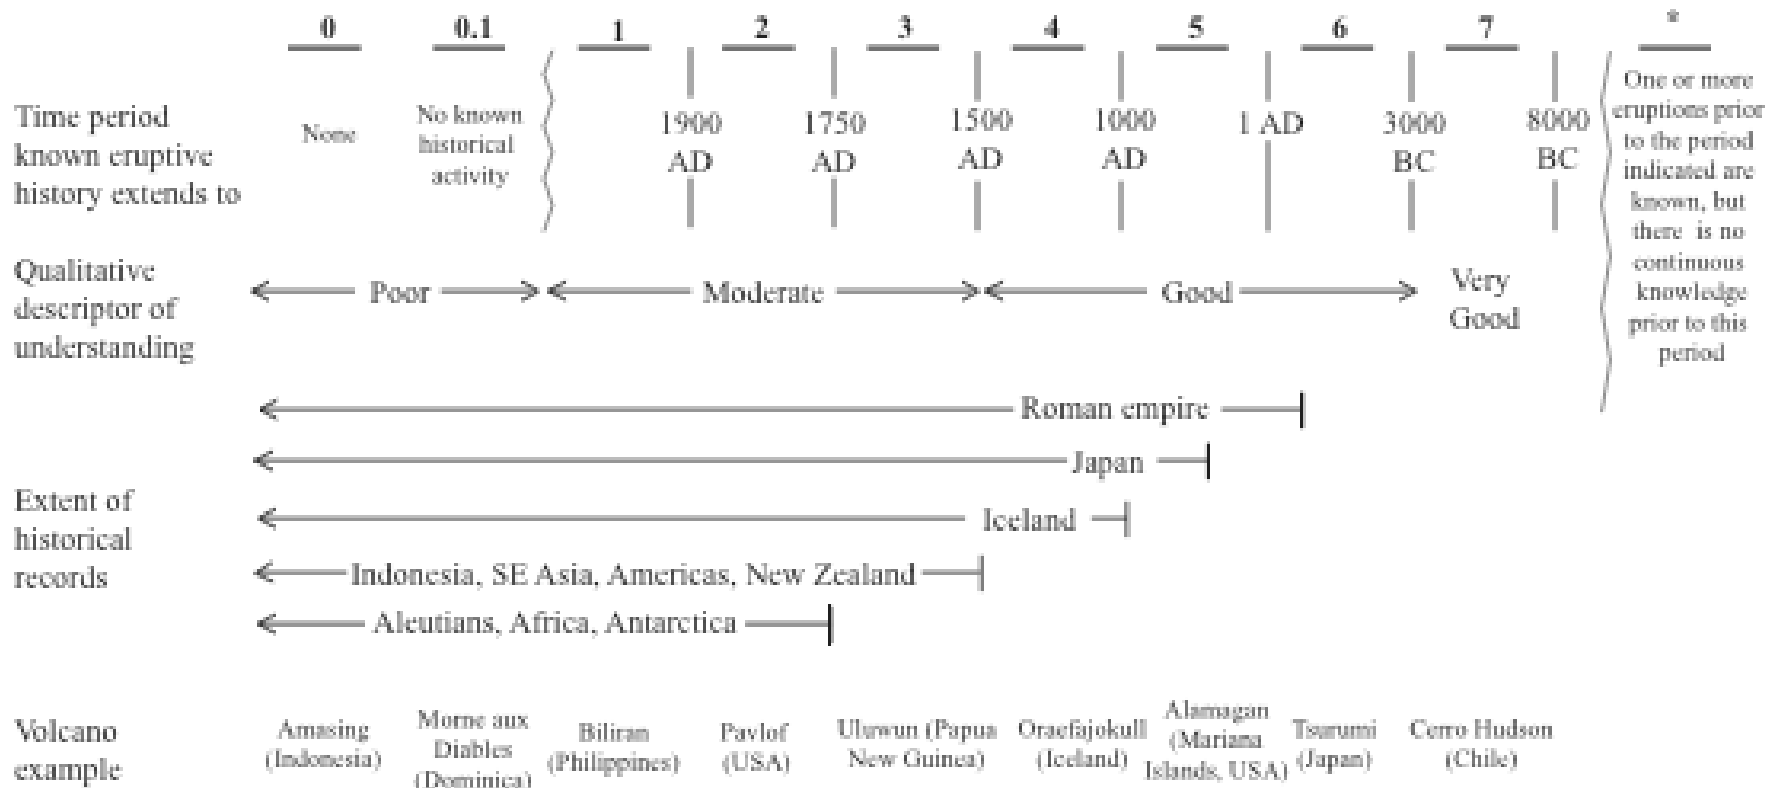 0 0.1 1 2 3 4 5 6 7 *
Time period
known eruptive
history extends to
None
No known
historical
activity
1900
AD
1750
AD
1500
AD
1000
AD
1 AD
3000
BC
8000
BC
One or more
eruptions prior
to the period
indicated are
known, but
there is no
continuous
knowledge
prior to this
period
Qualitative
descriptor of
understanding
Poor
Moderate
Good
Very
Good
Extent of
historical
records
Roman empire
Japan
Iceland
Indonesia, SE Asia, Americas, New Zealand
Aleutians, Africa, Antarctica
Volcano
example
Amasing
(Indonesia)
Morne aux
Diables
(Dominica)
Biliran
(Philippines)
Pavlof
(USA)
Uluwun (Papua
New Guinea)
Oraefajokull
(Iceland)
Alamagan
(Mariana
Islands, USA)
Tsurumi
(Japan)
Cerro Hudson
(Chile)